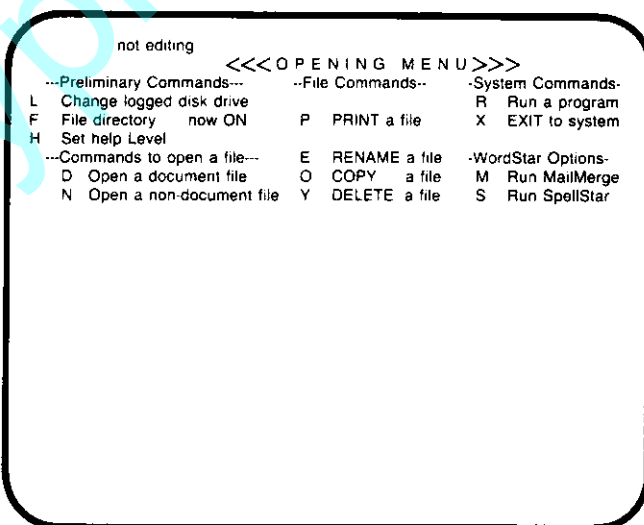 not editing
<<<OPENING MENU>>>
---Preliminary Commands--- --File Commands-- -System Commands-
L Change logged disk drive R Run a program
F File directory now ON P PRINT a file X EXIT to system
H Set help Level
---Commands to open a file--- E RENAME a file -WordStar Options-
D Open a document file O COPY a file M Run MailMerge
N Open a non-document file Y DELETE a file S Run SpellStar